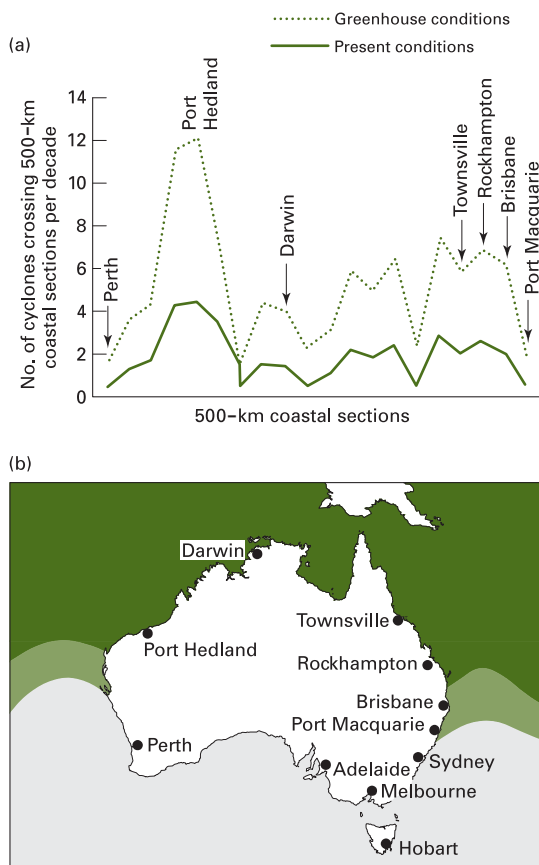 Greenhouse conditions
Present conditions
(a)
No. of cyclones crossing 500–km
coastal sections per decade
14
12
10
8
6
4
2
0
Perth
Port
Hedland
Darwin
Townsville
Rockhampton
Brisbane
Port Macquarie
500–km coastal sections
(b)
Darwin
Townsville
Port Hedland
Rockhampton
Brisbane
Port Macquarie
Perth
Sydney
Adelaide
Melbourne
Hobart